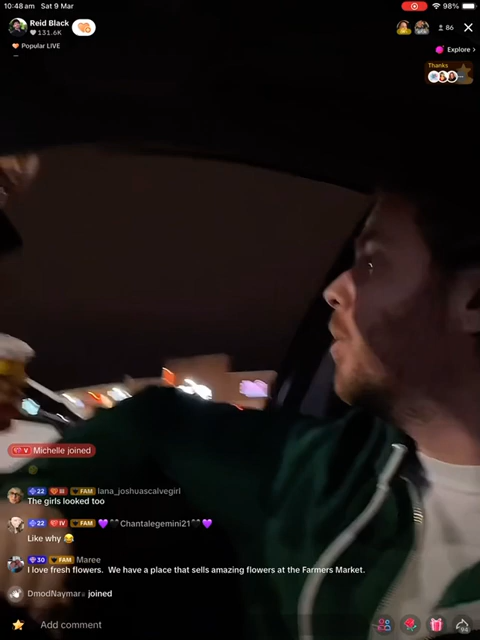 10:48 am Sat 9 Mar
98%
Reid Black
131.6K
86
Popular LIVE
Explore
Thanks
V Michelle joined
22 III FAM lana_joshuascalvegirl
The girls looked too
22 IV FAM Chantalegemini21
Like why 😂
30 FAM Maree
I love fresh flowers. We have a place that sells amazing flowers at the Farmers Market.
joined
Add comment